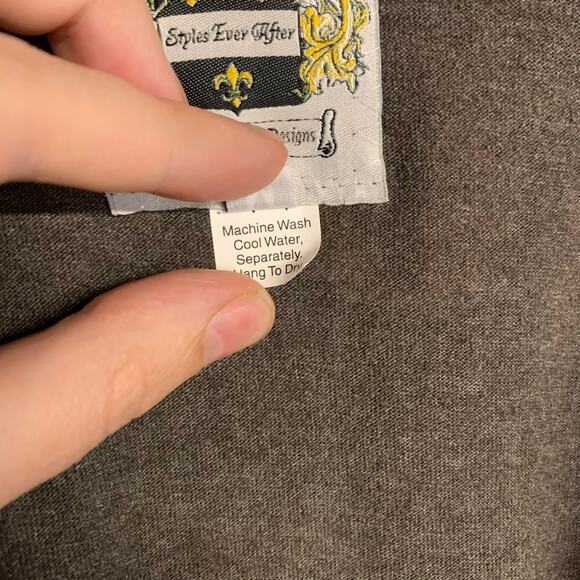 Styles Ever After
Designs
Machine Wash
Cool Water,
Separately.
Hang To Dry